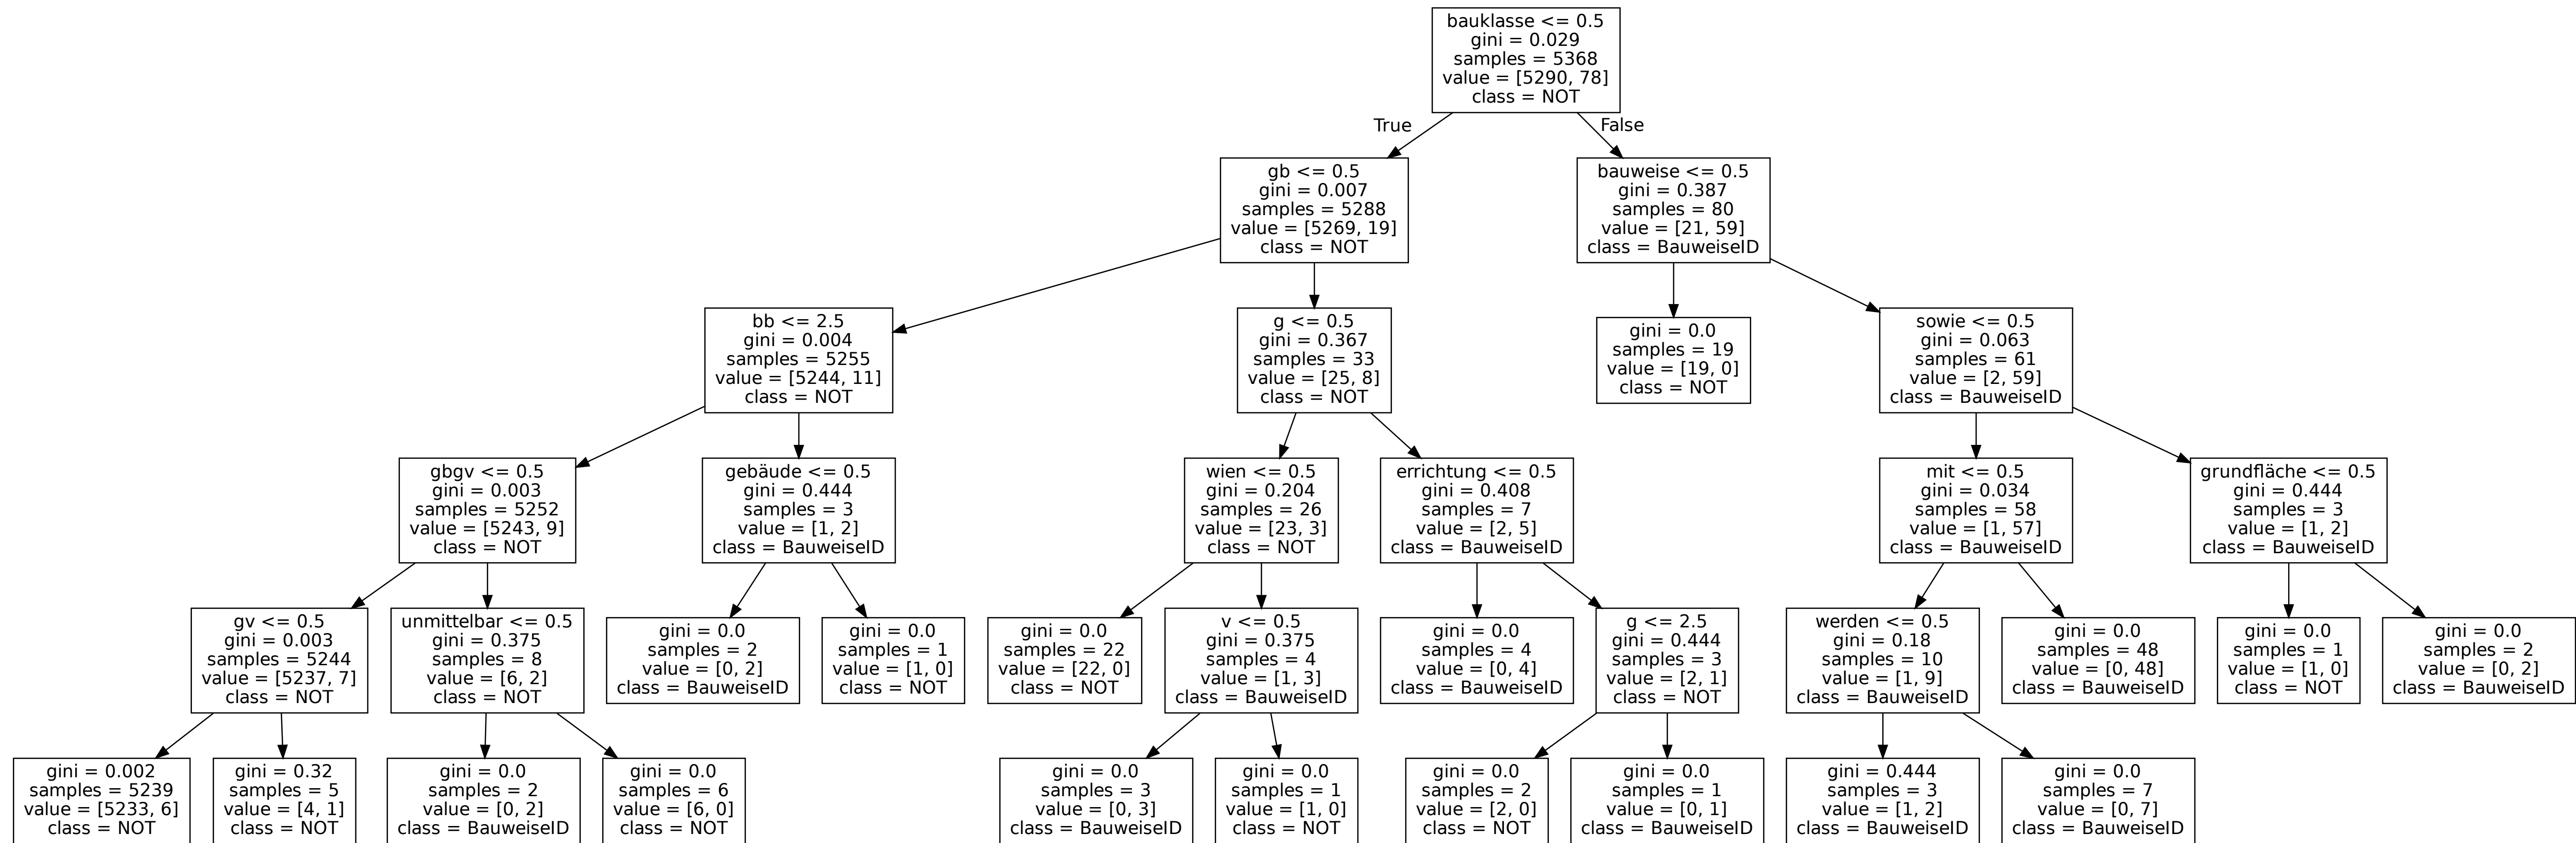 bauklasse <= 0.5
gini = 0.029
samples = 5368
value = [5290, 78]
class = NOT
True
False
gb <= 0.5
gini = 0.007
samples = 5288
value = [5269, 19]
class = NOT
bauweise <= 0.5
gini = 0.387
samples = 80
value = [21, 59]
class = BauweiseID
bb <= 2.5
gini = 0.004
samples = 5255
value = [5244, 11]
class = NOT
g <= 0.5
gini = 0.367
samples = 33
value = [25, 8]
class = NOT
gini = 0.0
samples = 19
value = [19, 0]
class = NOT
sowie <= 0.5
gini = 0.063
samples = 61
value = [2, 59]
class = BauweiseID
gbgv <= 0.5
gini = 0.003
samples = 5252
value = [5243, 9]
class = NOT
gebäude <= 0.5
gini = 0.444
samples = 3
value = [1, 2]
class = BauweiseID
wien <= 0.5
gini = 0.204
samples = 26
value = [23, 3]
class = NOT
errichtung <= 0.5
gini = 0.408
samples = 7
value = [2, 5]
class = BauweiseID
mit <= 0.5
gini = 0.034
samples = 58
value = [1, 57]
class = BauweiseID
grundfläche <= 0.5
gini = 0.444
samples = 3
value = [1, 2]
class = BauweiseID
gv <= 0.5
gini = 0.003
samples = 5244
value = [5237, 7]
class = NOT
unmittelbar <= 0.5
gini = 0.375
samples = 8
value = [6, 2]
class = NOT
gini = 0.0
samples = 2
value = [0, 2]
class = BauweiseID
gini = 0.0
samples = 1
value = [1, 0]
class = NOT
gini = 0.0
samples = 22
value = [22, 0]
class = NOT
v <= 0.5
gini = 0.375
samples = 4
value = [1, 3]
class = BauweiseID
gini = 0.0
samples = 4
value = [0, 4]
class = BauweiseID
g <= 2.5
gini = 0.444
samples = 3
value = [2, 1]
class = NOT
werden <= 0.5
gini = 0.18
samples = 10
value = [1, 9]
class = BauweiseID
gini = 0.0
samples = 48
value = [0, 48]
class = BauweiseID
gini = 0.0
samples = 1
value = [1, 0]
class = NOT
gini = 0.0
samples = 2
value = [0, 2]
class = BauweiseID
gini = 0.002
samples = 5239
value = [5233, 6]
class = NOT
gini = 0.32
samples = 5
value = [4, 1]
class = NOT
gini = 0.0
samples = 2
value = [0, 2]
class = BauweiseID
gini = 0.0
samples = 6
value = [6, 0]
class = NOT
gini = 0.0
samples = 3
value = [0, 3]
class = BauweiseID
gini = 0.0
samples = 1
value = [1, 0]
class = NOT
gini = 0.0
samples = 2
value = [2, 0]
class = NOT
gini = 0.0
samples = 1
value = [0, 1]
class = BauweiseID
gini = 0.444
samples = 3
value = [1, 2]
class = BauweiseID
gini = 0.0
samples = 7
value = [0, 7]
class = BauweiseID